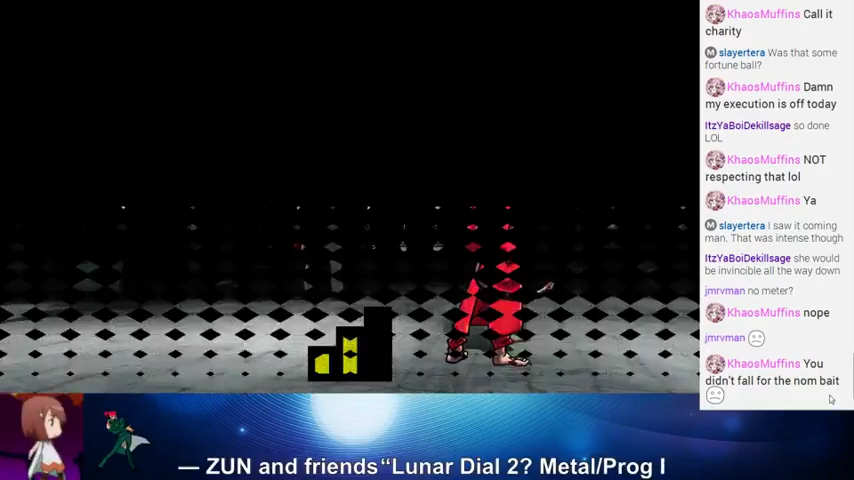 KhaosMuffins Call it
charity
M slayertera Was that some
fortune ball?
KhaosMuffins Damn
my execution is off today
ItzYaBoiDekillsage so done
LOL
KhaosMuffins NOT
respecting that lol
KhaosMuffins Ya
M slayertera I saw it coming
man. That was intense though
ItzYaBoiDekillsage she would
be invincible all the way down
jmrvman no meter?
KhaosMuffins nope
jmrvman
KhaosMuffins You
didn't fall for the nom bait
— ZUN and friends “Lunar Dial 2? Metal/Prog I